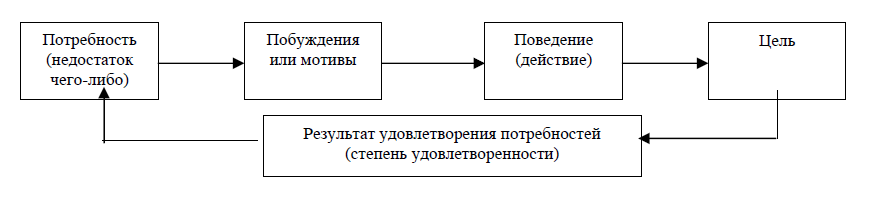 Потребность
(недостаток
чего-либо)
Побуждения
или мотивы
Поведение
(действие)
Цель
Результат удовлетворения потребностей
(степень удовлетворенности)